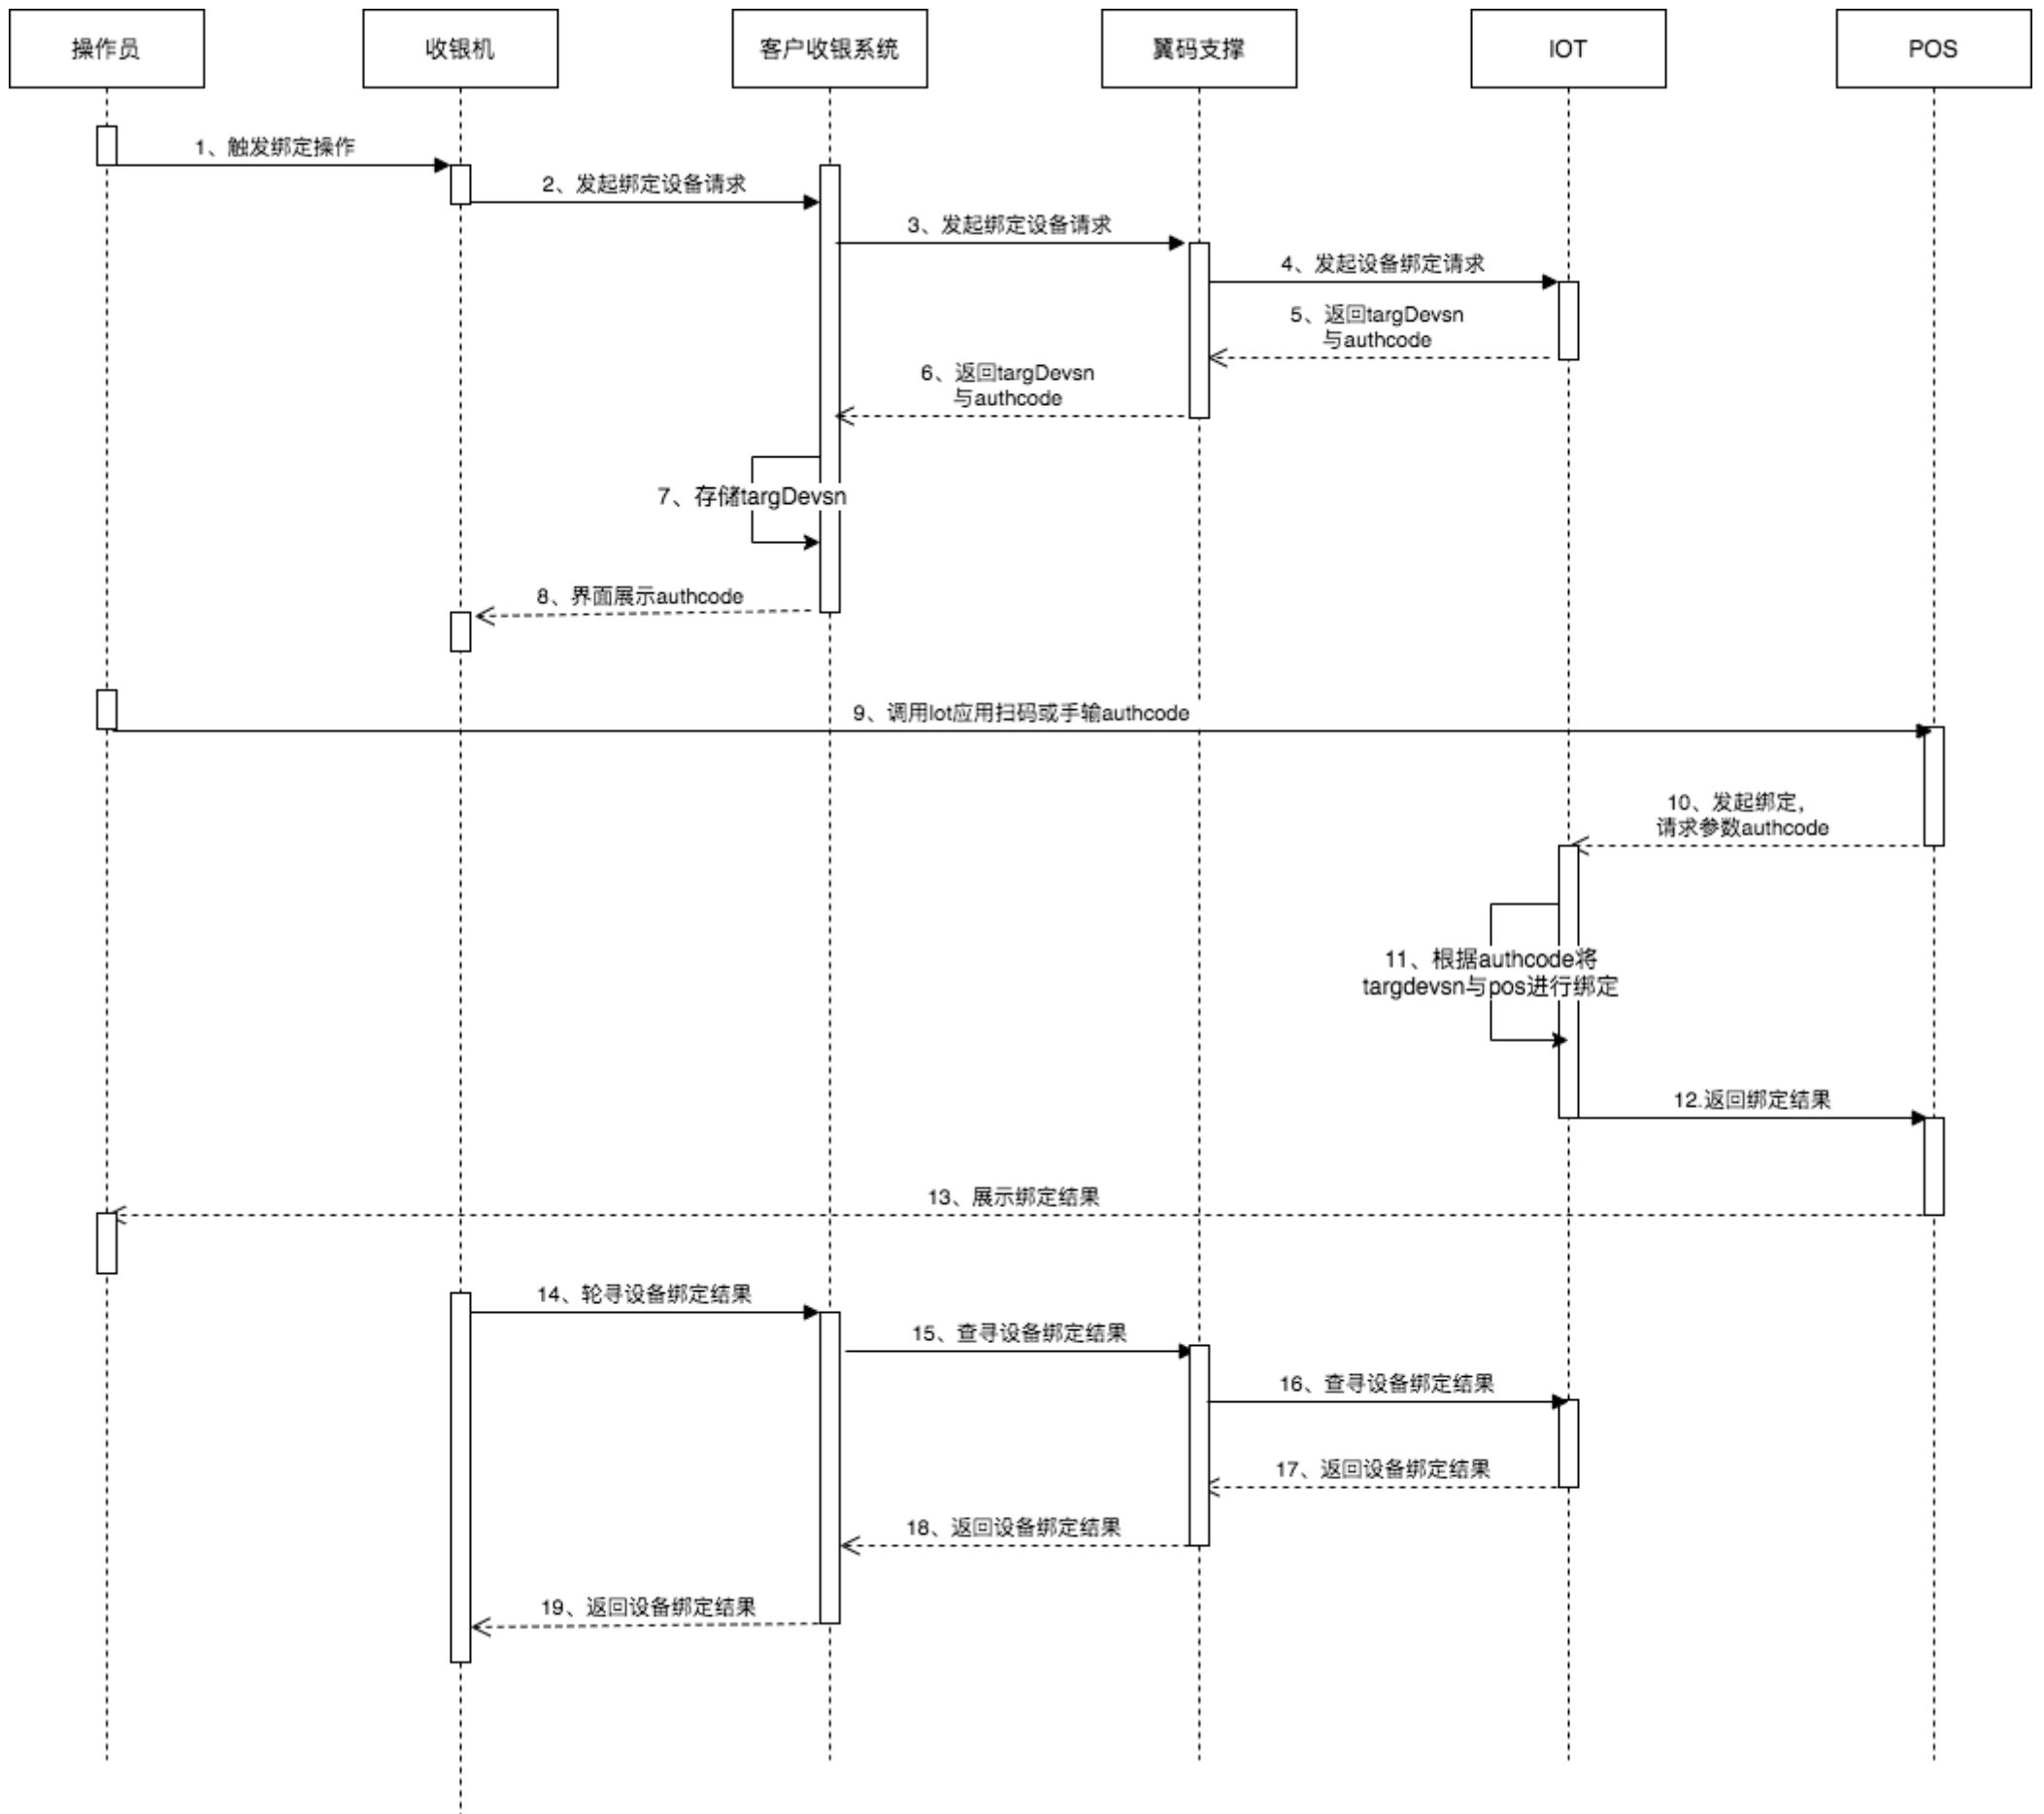 操作员
收银机
客户收银系统
翼码支撑
IOT
POS
1、触发绑定操作
2、发起绑定设备请求
3、发起绑定设备请求
4、发起设备绑定请求
5、返回targDevsn
与authcode
6、返回targDevsn
与authcode
7、存储targDevsn
8、界面展示authcode
9、调用Iot应用扫码或手输authcode
10、发起绑定，
请求参数authcode
11、根据authcode将
targdevsn与pos进行绑定
12.返回绑定结果
13、展示绑定结果
14、轮寻设备绑定结果
15、查寻设备绑定结果
16、查寻设备绑定结果
17、返回设备绑定结果
18、返回设备绑定结果
19、返回设备绑定结果